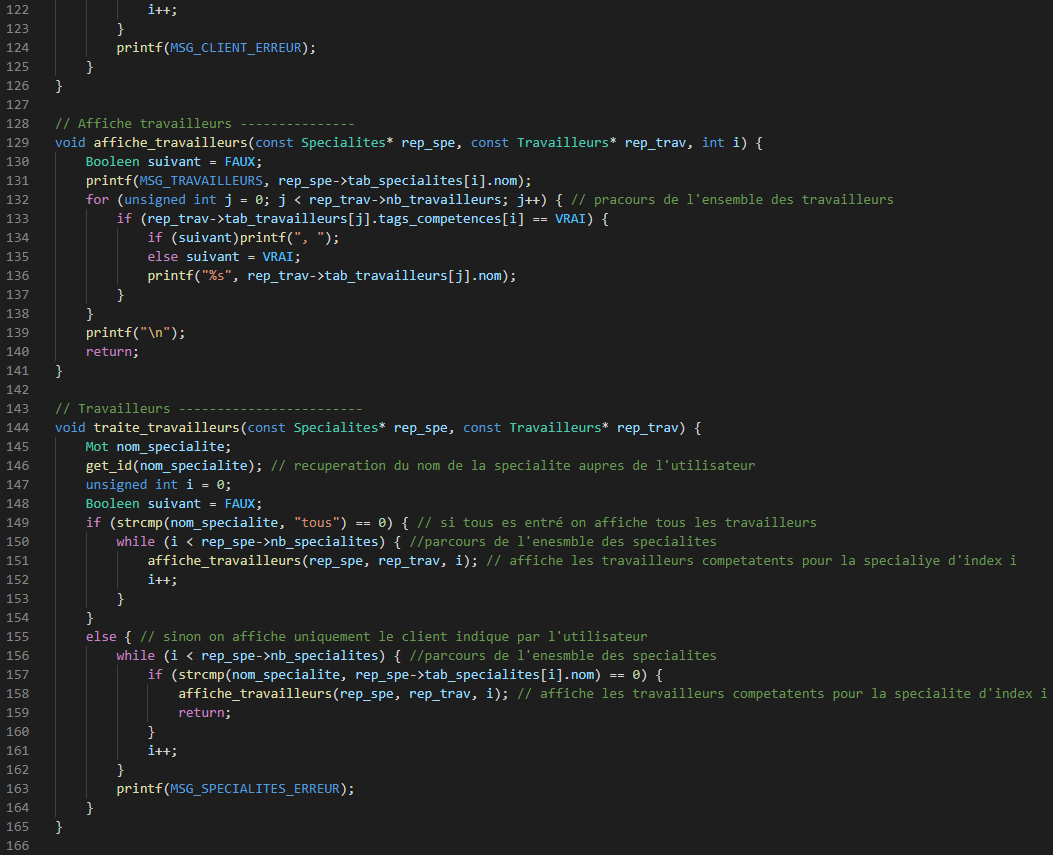 122 i++;
123 }
124 printf(MSG_CLIENT_ERREUR);
125 }
126 }
127
128 // Affiche travailleurs ---------------
129 void affiche_travailleurs(const Specialites* rep_spe, const Travailleurs* rep_trav, int i) {
130 Booleen suivant = FAUX;
131 printf(MSG_TRAVAILLEURS, rep_spe->tab_specialites[i].nom);
132 for (unsigned int j = 0; j < rep_trav->nb_travailleurs; j++) { // pracours de l'ensemble des travailleurs
133 if (rep_trav->tab_travailleurs[j].tags_competences[i] == VRAI) {
134 if (suivant)printf(", ");
135 else suivant = VRAI;
136 printf("%s", rep_trav->tab_travailleurs[j].nom);
137 }
138 }
139 printf("\n");
140 return;
141 }
142
143 // Travailleurs ------------------------
144 void traite_travailleurs(const Specialites* rep_spe, const Travailleurs* rep_trav) {
145 Mot nom_specialite;
146 get_id(nom_specialite); // recuperation du nom de la specialite aupres de l'utilisateur
147 unsigned int i = 0;
148 Booleen suivant = FAUX;
149 if (strcmp(nom_specialite, "tous") == 0) { // si tous es entré on affiche tous les travailleurs
150 while (i < rep_spe->nb_specialites) { //parcours de l'enesmble des specialites
151 affiche_travailleurs(rep_spe, rep_trav, i); // affiche les travailleurs competatents pour la specialiye d'index i
152 i++;
153 }
154 }
155 else { // sinon on affiche uniquement le client indique par l'utilisateur
156 while (i < rep_spe->nb_specialites) { //parcours de l'enesmble des specialites
157 if (strcmp(nom_specialite, rep_spe->tab_specialites[i].nom) == 0) {
158 affiche_travailleurs(rep_spe, rep_trav, i); // affiche les travailleurs competatents pour la specialite d'index i
159 return;
160 }
161 i++;
162 }
163 printf(MSG_SPECIALITES_ERREUR);
164 }
165 }
166